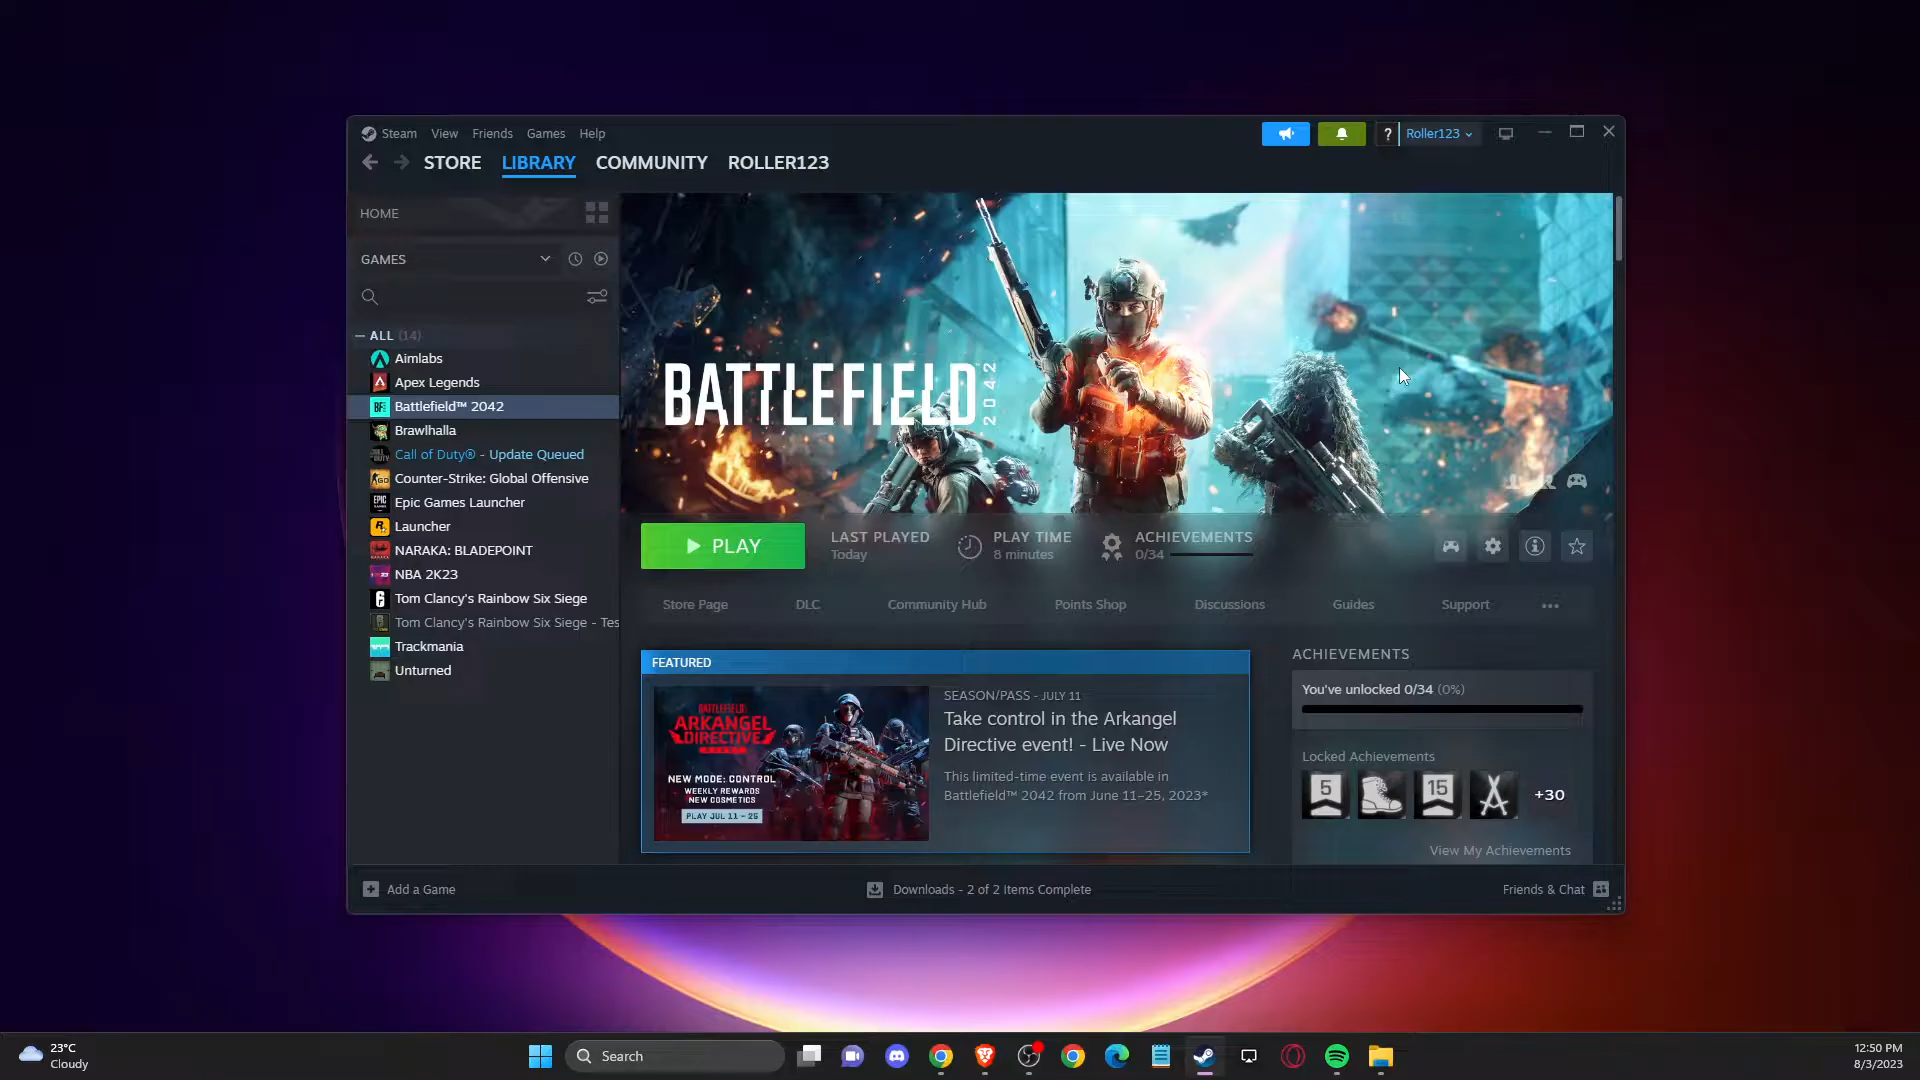 Steam View Friends Games Help
? Roller123
STORE LIBRARY COMMUNITY ROLLER123
HOME
GAMES
ALL (14)
Aimlabs
Apex Legends
Battlefield™ 2042
Brawlhalla
Call of Duty® - Update Queued
Counter-Strike: Global Offensive
Epic Games Launcher
Launcher
NARAKA: BLADEPOINT
NBA 2K23
Tom Clancy's Rainbow Six Siege
Tom Clancy's Rainbow Six Siege - Tes
Trackmania
Unturned
BATTLEFIELD 2042
PLAY
LAST PLAYED
Today
PLAY TIME
8 minutes
ACHIEVEMENTS
0/34
Store Page DLC Community Hub Points Shop Discussions Guides Support
FEATURED
BATTLEFIELD
ARKANGEL
DIRECTIVE
NEW MODE: CONTROL
WEEKLY REWARDS
NEW COSMETICS
PLAY JUL 11 - 25
SEASON/PASS - JULY 11
Take control in the Arkangel
Directive event! - Live Now
This limited-time event is available in
Battlefield™ 2042 from June 11–25, 2023*
ACHIEVEMENTS
You've unlocked 0/34 (0%)
Locked Achievements
5
15
+30
View My Achievements
Add a Game
Downloads - 2 of 2 Items Complete
Friends & Chat
23°C
Cloudy
Search
12:50 PM
8/3/2023